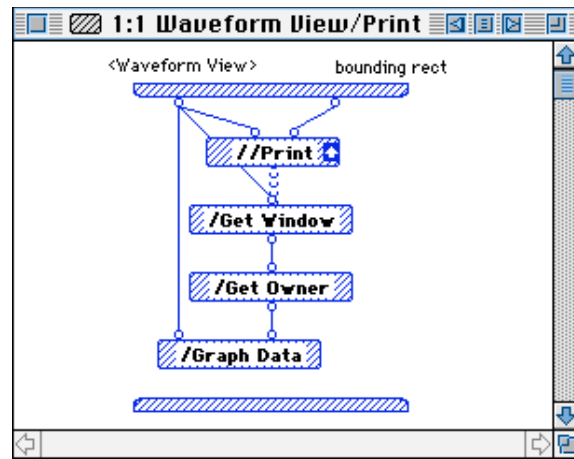 1:1 Waveform View/Print
<Waveform View>
bounding rect
//Print
/Get Window
/Get Owner
/Graph Data